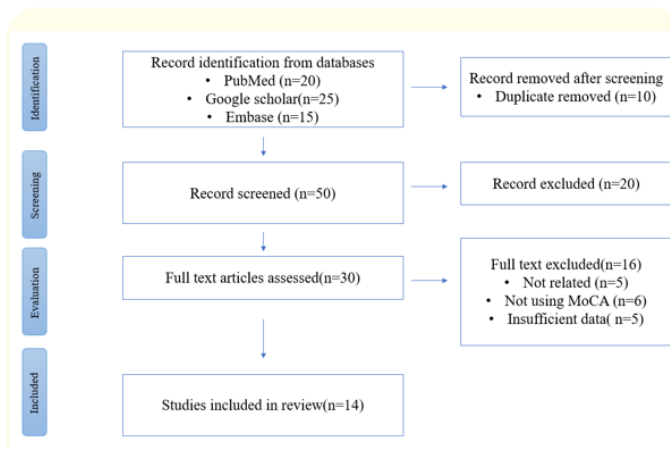 Identification
Record identification from databases
• PubMed (n=20)
• Google scholar(n=25)
• Embase (n=15)
Record removed after screening
• Duplicate removed (n=10)
Screening
Record screened (n=50)
Record excluded (n=20)
Evaluation
Full text articles assessed(n=30)
Full text excluded(n=16)
• Not related (n=5)
• Not using MoCA (n=6)
• Insufficient data( n=5)
Included
Studies included in review(n=14)